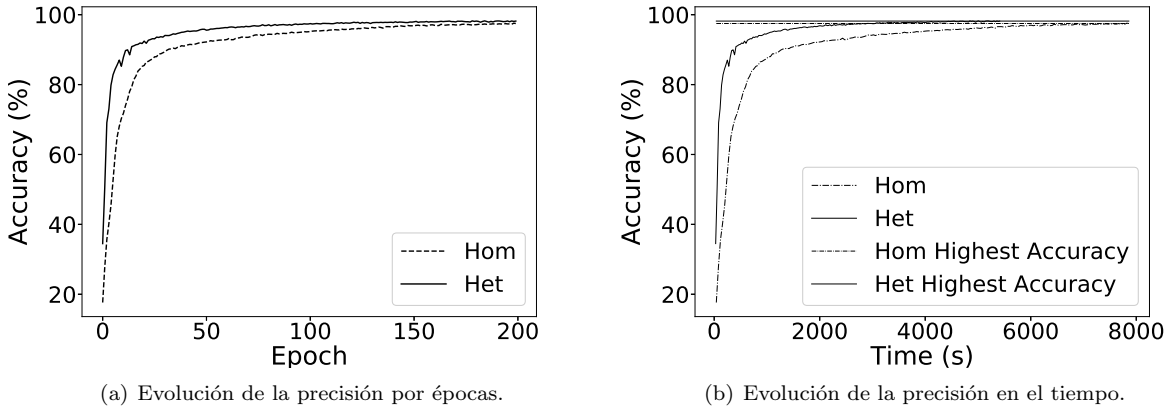 100
80
60
40
20
Accuracy (%)
0
50
100
150
200
Epoch
Hom
Het
(a) Evolución de la precisión por épocas.
100
80
60
40
20
Accuracy (%)
0
2000
4000
6000
8000
Time (s)
Hom
Het
Hom Highest Accuracy
Het Highest Accuracy
(b) Evolución de la precisión en el tiempo.